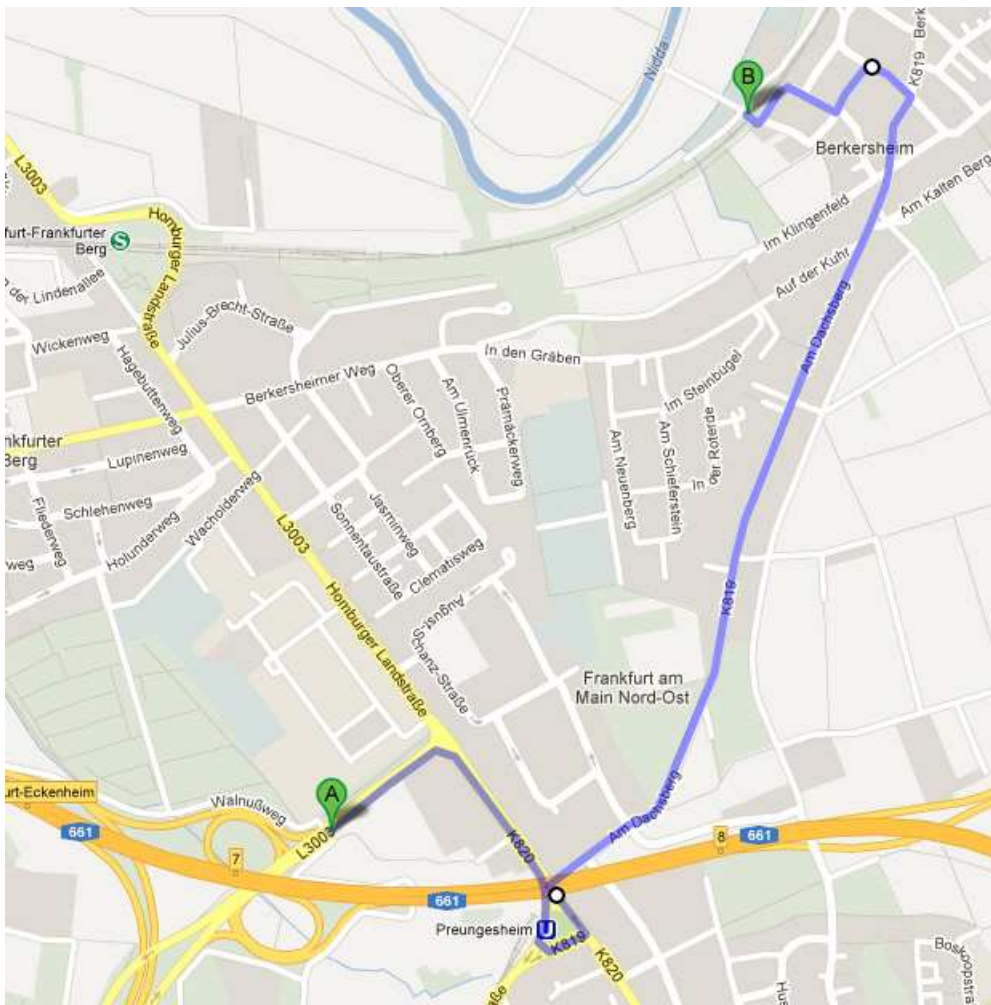 Nidda
B
K819
Berk
Berkersheim
L3003
Homburger Landstraße
furt-Frankfurter
Berg
S
der Lindenallee
Am Kalten Berg
Im Klingenfeld
Auf der Kuhr
Julius-Brecht-Straße
Wickenweg
Hagebuttenweg
Berkersheimer Weg
In den Gräben
Am Dachsberg
Oberer Ornberg
Am Ulmenrück
Pramäckerweg
Im Steinbügel
In der Roterde
Am Neuenberg
Am Schieferstein
nkfurter
Berg
Lupinenweg
Schlehenweg
Fliederweg
weg
Holunderweg
Wacholderweg
L3003
Sonnentaustraße
Jasminweg
Clematisweg
August-
Schanz-Straße
Homburger Landstraße
K819
Frankfurt am
Main Nord-Ost
A
urt-Eckenheim
Walnußweg
L3003
661
7
Am Dachsberg
8
661
K820
661
Preungesheim
U
K819
K820
Boskoopstra
Hus
straße